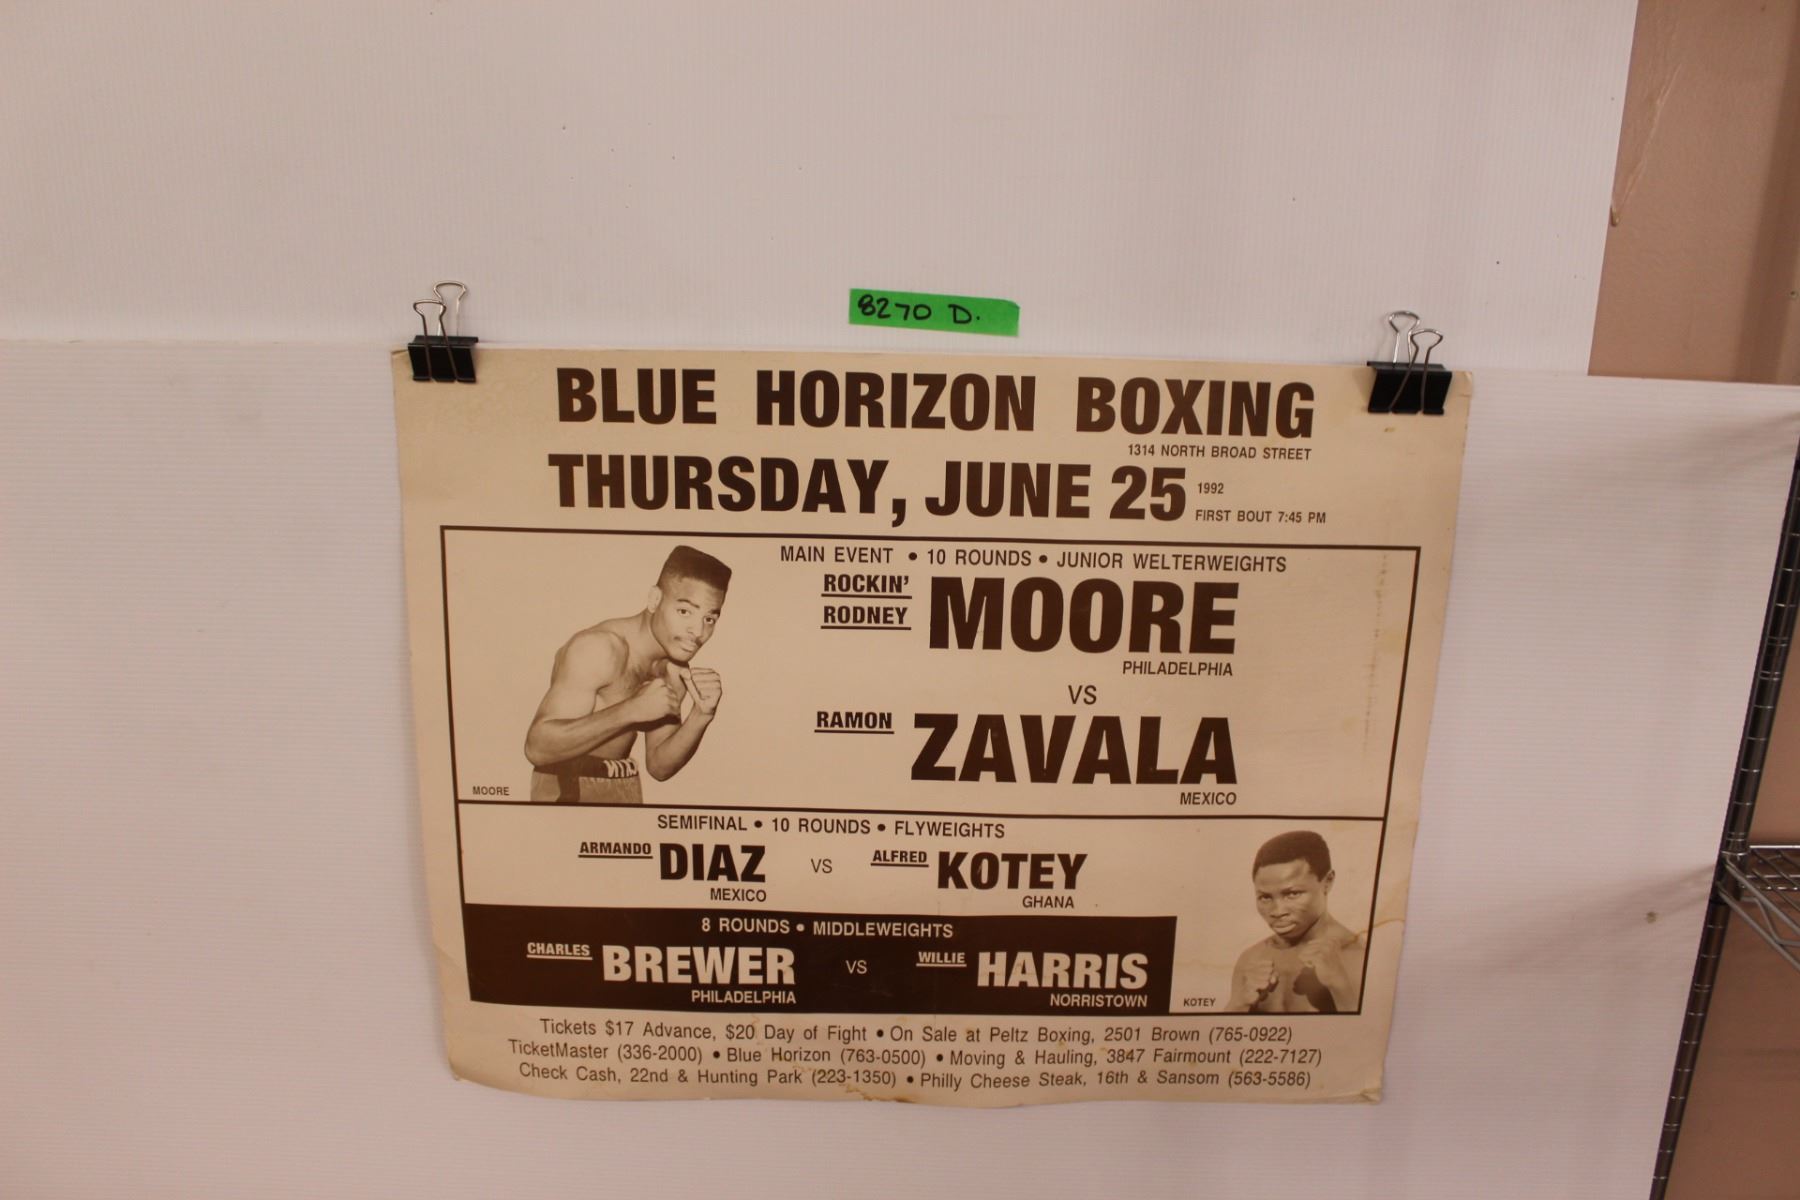 8270 D.
BLUE HORIZON BOXING
1314 NORTH BROAD STREET
THURSDAY, JUNE 25 1992
FIRST BOUT 7:45 PM
MAIN EVENT • 10 ROUNDS • JUNIOR WELTERWEIGHTS
ROCKIN' RODNEY MOORE
PHILADELPHIA
VS
RAMON ZAVALA
MEXICO
MOORE
SEMIFINAL • 10 ROUNDS • FLYWEIGHTS
ARMANDO DIAZ VS ALFRED KOTEY
MEXICO GHANA
8 ROUNDS • MIDDLEWEIGHTS
CHARLES BREWER VS WILLIE HARRIS
PHILADELPHIA NORRISTOWN
KOTEY
Tickets $17 Advance, $20 Day of Fight • On Sale at Peltz Boxing, 2501 Brown (765-0922)
TicketMaster (336-2000) • Blue Horizon (763-0500) • Moving & Hauling, 3847 Fairmount (222-7127)
Check Cash, 22nd & Hunting Park (223-1350) • Philly Cheese Steak, 16th & Sansom (563-5586)